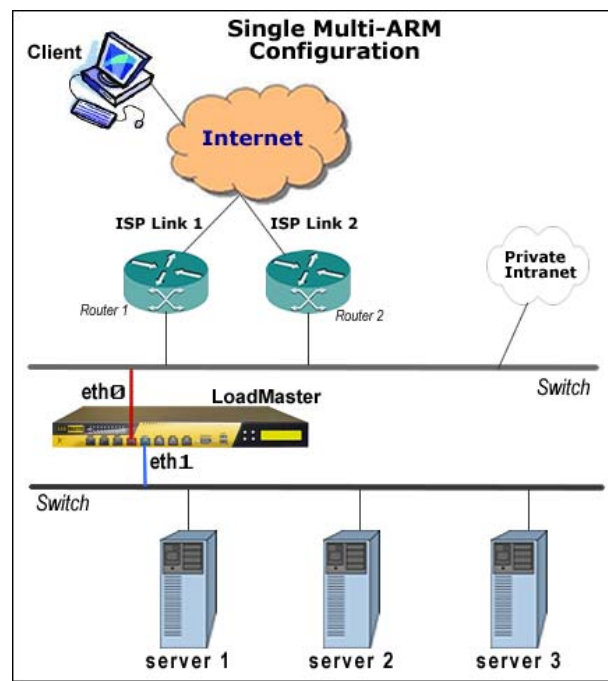 Single Multi-ARM
Configuration
Client
Internet
ISP Link 1
ISP Link 2
Private
Intranet
Router 1
Router 2
Switch
eth0
LoadMaster
eth1
Switch
server 1
server 2
server 3